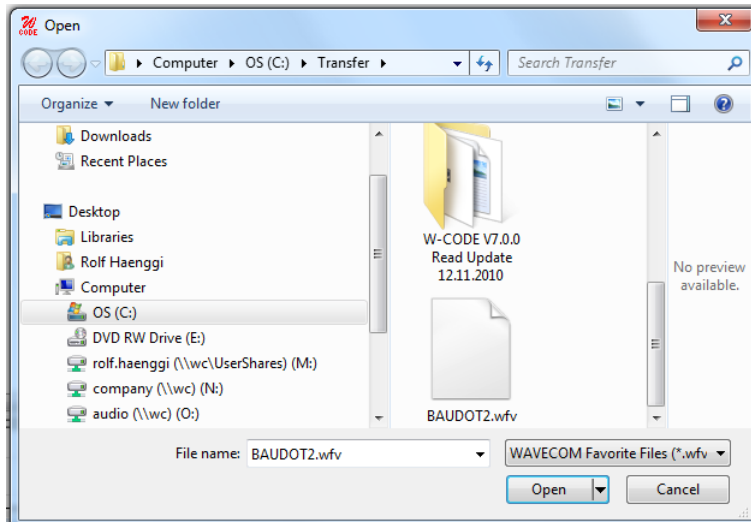 W
CODE
Open
Computer
OS (C:)
Transfer
Search Transfer
Organize
New folder
Downloads
Recent Places
Desktop
Libraries
Rolf Haenggi
Computer
OS (C:)
DVD RW Drive (E:)
rolf.haenggi (\\wc\UserShares) (M:)
company (\\wc) (N:)
audio (\\wc) (O:)
W-CODE V7.0.0
Read Update
12.11.2010
BAUDOT2.wfv
No preview
available.
File name:
BAUDOT2.wfv
WAVECOM Favorite Files (*.wfv
Open
Cancel